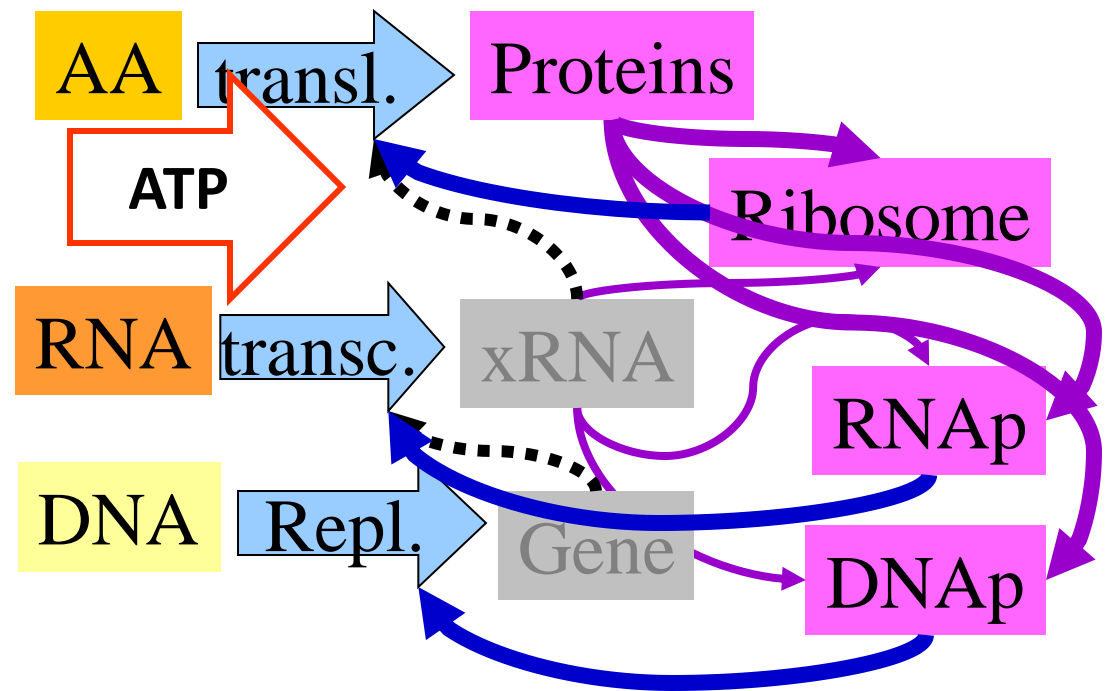 AA
transl.
Proteins
ATP
Ribosome
RNA
transc.
xRNA
RNAp
DNA
Repl.
Gene
DNAp